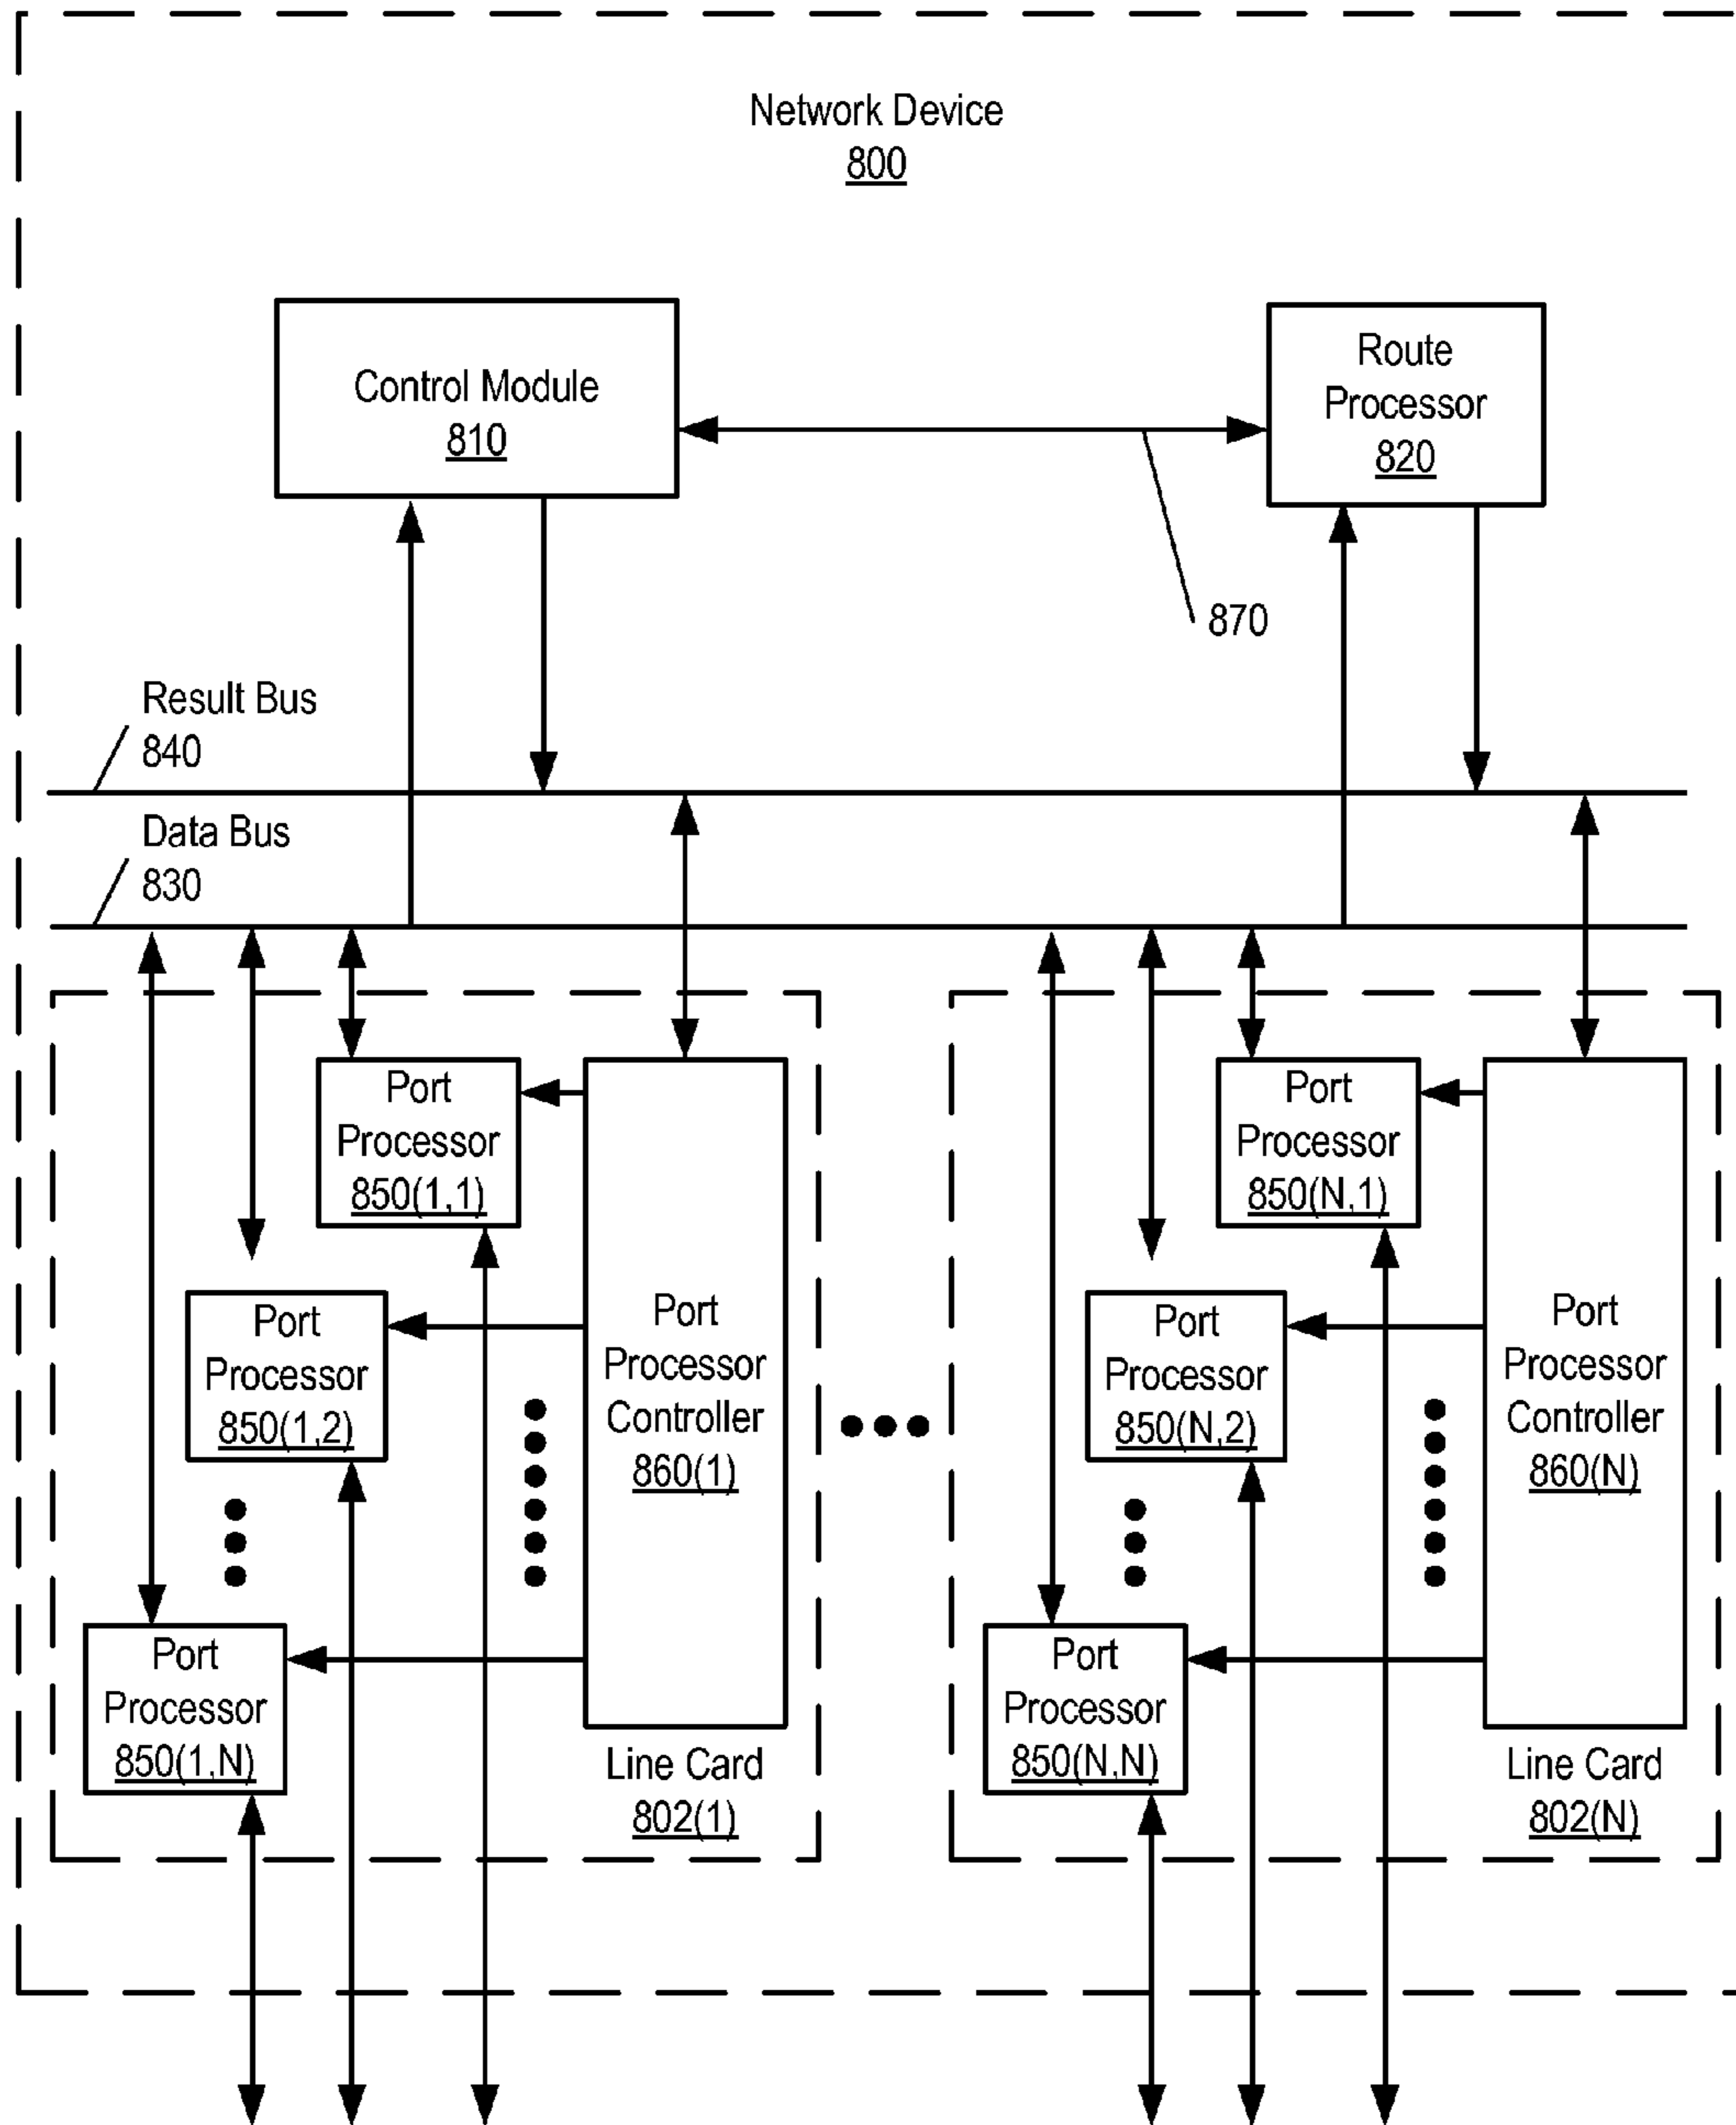 Network Device
800
Control Module
810
Route
Processor
820
870
Result Bus
840
Data Bus
830
Port
Processor
850(1,1)
Port
Processor
850(1,2)
Port
Processor
850(1,N)
Port
Processor
Controller
860(1)
Line Card
802(1)
Port
Processor
850(N,1)
Port
Processor
850(N,2)
Port
Processor
850(N,N)
Port
Processor
Controller
860(N)
Line Card
802(N)